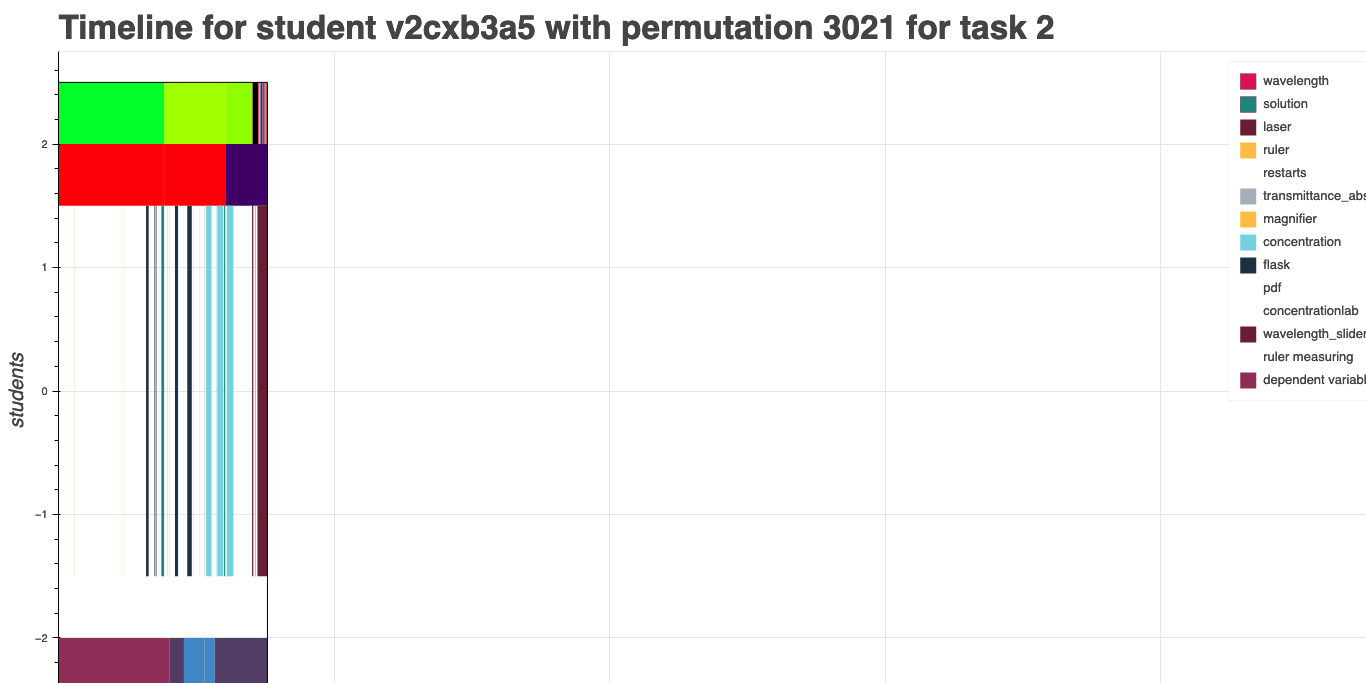 Timeline for student v2cxb3a5 with permutation 3021 for task 2
students
2
1
0
−1
−2
wavelength
solution
laser
ruler
restarts
transmittance_abs
magnifier
concentration
flask
pdf
concentrationlab
wavelength_slider
ruler measuring
dependent variabl